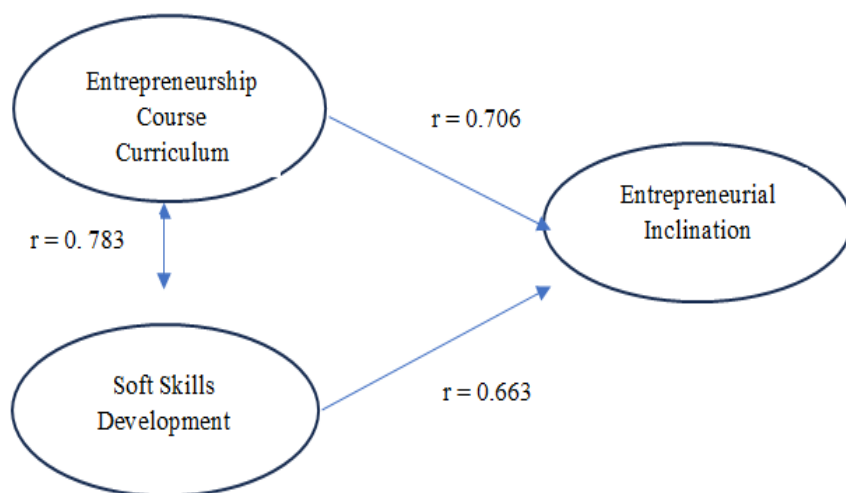 Entrepreneurship
Course
Curriculum
r = 0.706
Entrepreneurial
Inclination
r = 0. 783
Soft Skills
Development
r = 0.663